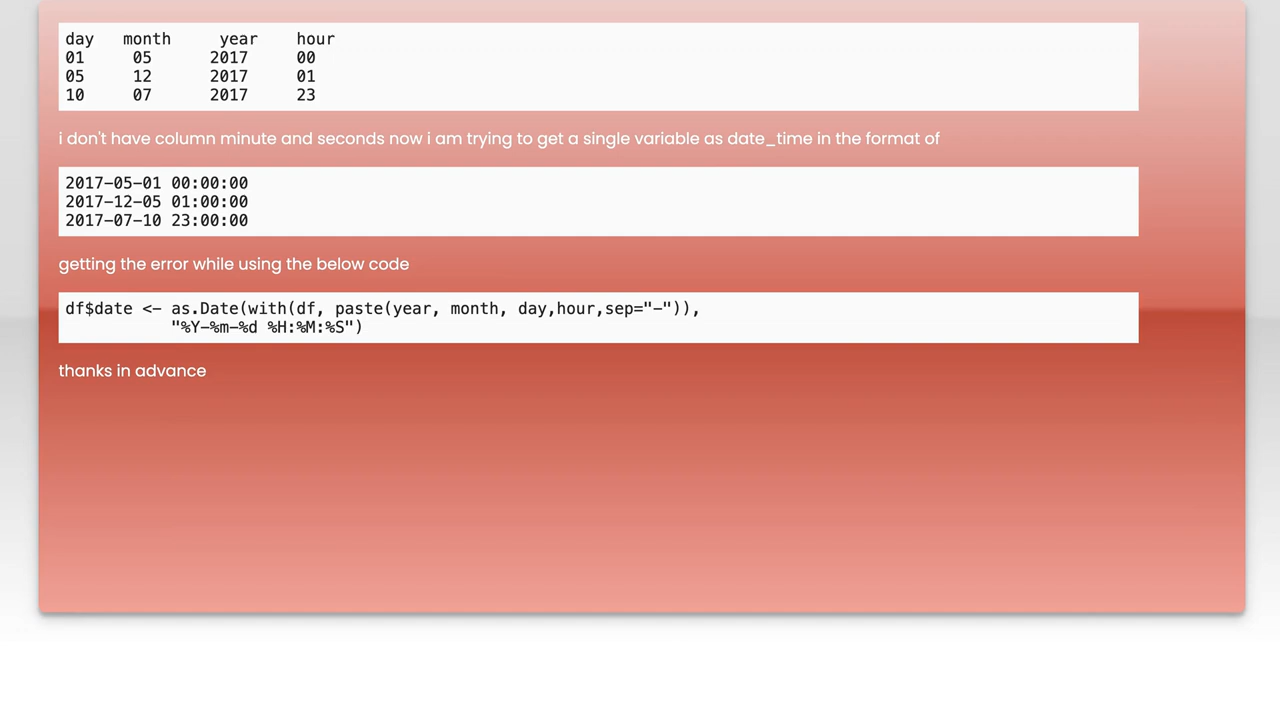 day month year hour
01 05 2017 00
05 12 2017 01
10 07 2017 23
i don't have column minute and seconds now i am trying to get a single variable as date_time in the format of
2017-05-01 00:00:00
2017-12-05 01:00:00
2017-07-10 23:00:00
getting the error while using the below code
df$date <- as.Date(with(df, paste(year, month, day,hour,sep="-")),
"%Y-%m-%d %H:%M:%S")
thanks in advance